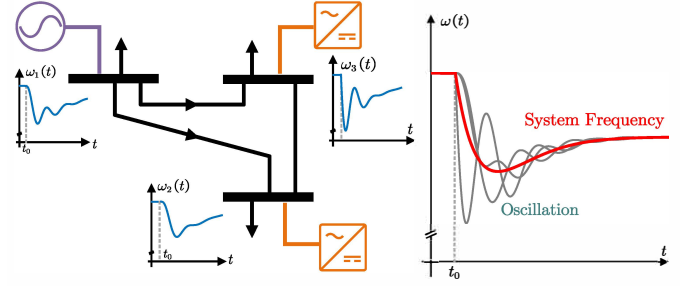 ω₁(t)
t₀
t
ω₃(t)
t
ω₂(t)
t₀
t
ω(t)
System Frequency
Oscillation
t₀
t